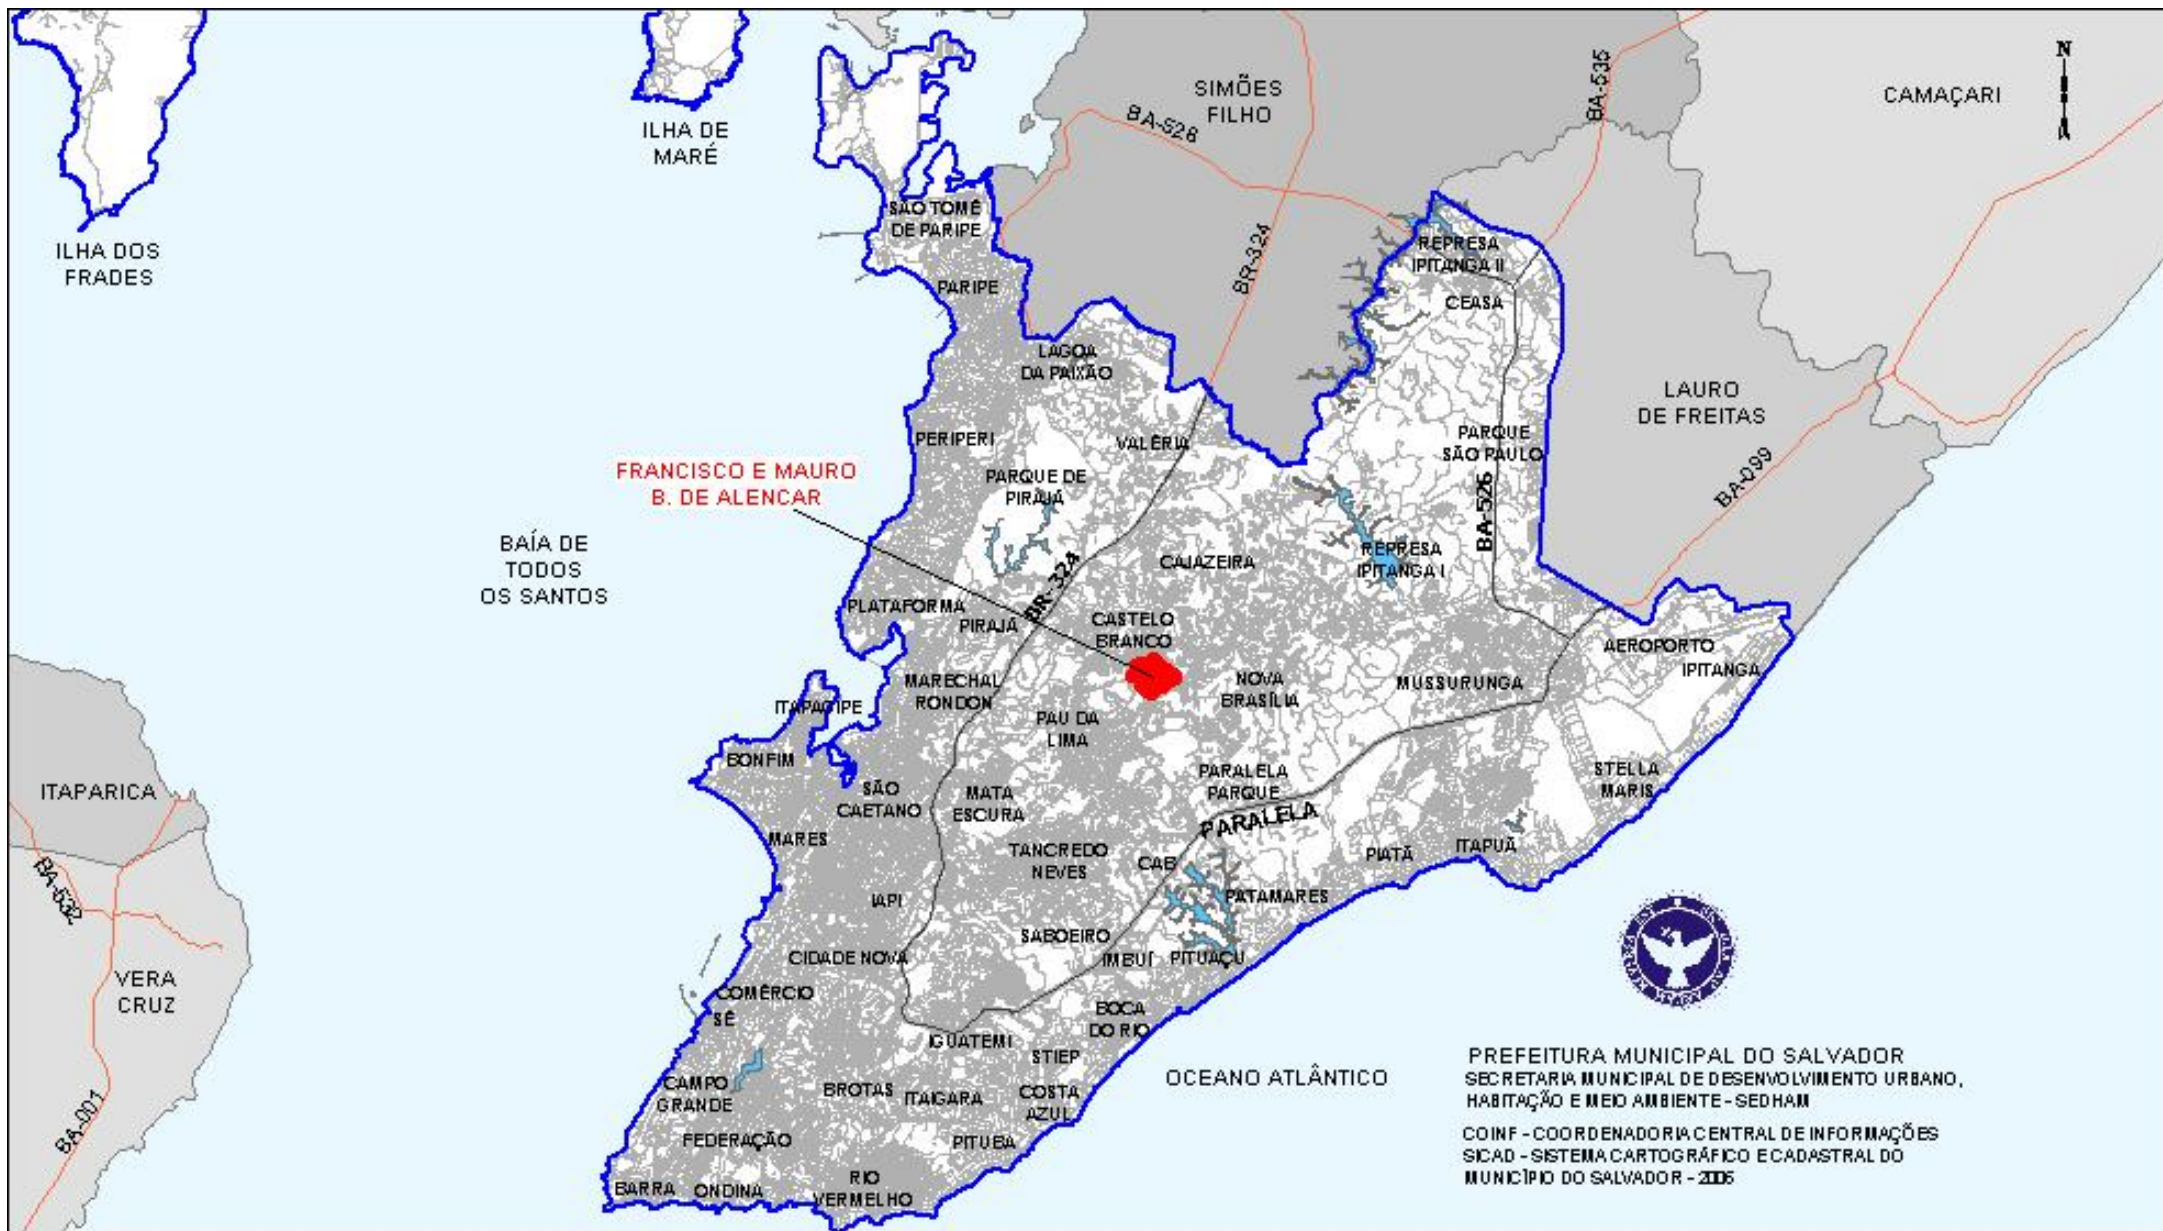 N
SIMÕES
FILHO
BA-535
CAMAÇARI
BA-526
ILHA DE
MARÉ
SÃO TOMÉ
DE PARIPE
ILHA DOS
FRADES
BR-324
REPRESA
IPITANGA II
PARIPE
CEASA
LAGOA
DA PAIXÃO
LAURO
DE FREITAS
PERIPERI
VALÉRIA
PARQUE
SÃO PAULO
FRANCISCO E MAURO
B. DE ALENCAR
PARQUE DE
PIRAJÁ
BA-099
BA-526
BAÍA DE
TODOS
OS SANTOS
CAJAZEIRA
REPRESA
IPITANGA I
BR-324
PLATAFORMA
PIRAJÁ
CASTELO
BRANCO
AEROPORTO
IPITANGA
MARECHAL
RONDON
NOVA
BRASÍLIA
MUSSURUNGA
ITAPAGIPE
PAU DA
LIMA
BONFIM
PARALELA
PARQUE
STELLA
MARIS
ITAPARICA
SÃO
CAETANO
MATA
ESCURA
PARALELA
MARES
TANCREDO
NEVES
CAB
PIATÃ
ITAPUÃ
BA-532
IAPI
PATAMARES
SABOEIRO
CIDADE NOVA
IMBUÍ
PITUAÇU
VERA
CRUZ
COMÉRCIO
SÉ
BOCA
DO RIO
IGUATEMI
STIEP
OCEANO ATLÂNTICO
PREFEITURA MUNICIPAL DO SALVADOR
SECRETARIA MUNICIPAL DE DESENVOLVIMENTO URBANO,
HABITAÇÃO E MEIO AMBIENTE - SEDHAM
COINF - COORDENADORIA CENTRAL DE INFORMAÇÕES
SICAD - SISTEMA CARTOGRÁFICO E CADASTRAL DO
MUNICÍPIO DO SALVADOR - 2006
BA-001
CAMPO
GRANDE
BROTAS
ITAIGARA
COSTA
AZUL
FEDERAÇÃO
PITUBA
BARRA
ONDINA
RIO
VERMELHO